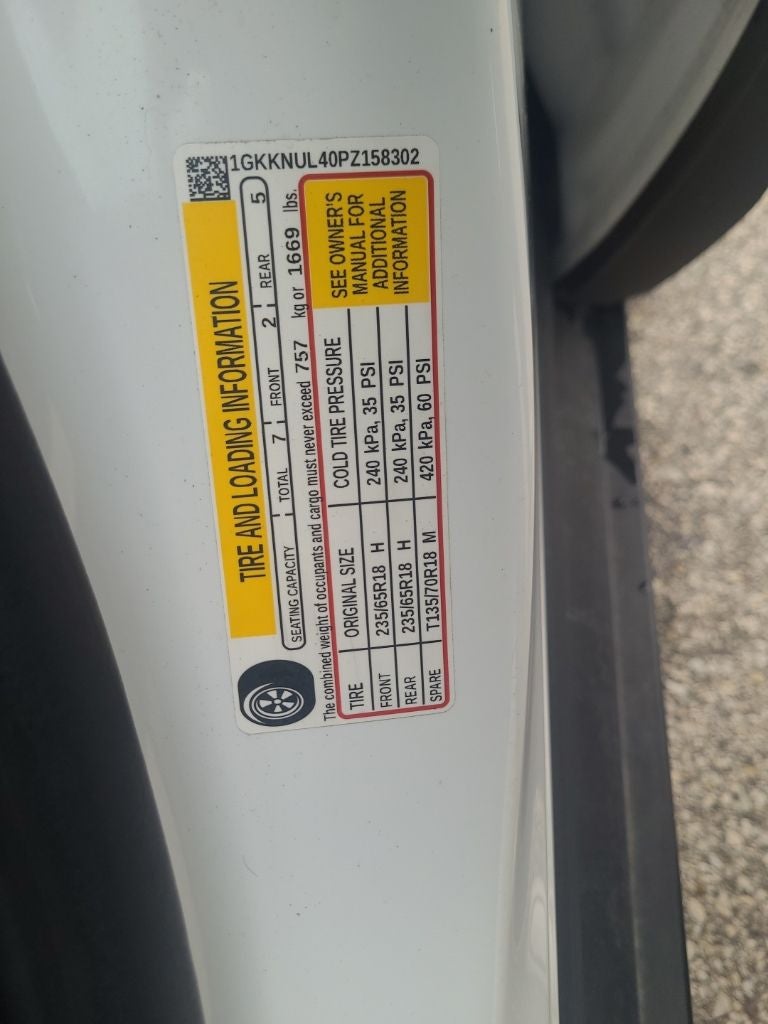 1GKKNUL40PZ158302
TIRE AND LOADING INFORMATION
SEATING CAPACITY TOTAL 7 FRONT 2 REAR 5
The combined weight of occupants and cargo must never exceed 757 kg or 1669 lbs.
TIRE ORIGINAL SIZE COLD TIRE PRESSURE
FRONT 235/65R18 H 240 kPa, 35 PSI
REAR 235/65R18 H 240 kPa, 35 PSI
SPARE T135/70R18 M 420 kPa, 60 PSI
SEE OWNER'S
MANUAL FOR
ADDITIONAL
INFORMATION